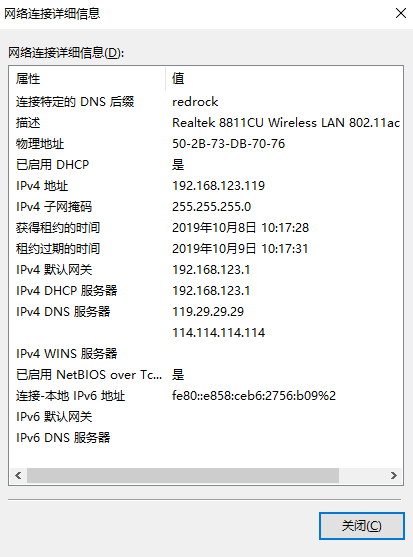 网络连接详细信息
网络连接详细信息(D):
属性 值
连接特定的 DNS 后缀 redrock
描述 Realtek 8811CU Wireless LAN 802.11ac
物理地址 50-2B-73-DB-70-76
已启用 DHCP 是
IPv4 地址 192.168.123.119
IPv4 子网掩码 255.255.255.0
获得租约的时间 2019年10月8日 10:17:28
租约过期的时间 2019年10月9日 10:17:31
IPv4 默认网关 192.168.123.1
IPv4 DHCP 服务器 192.168.123.1
IPv4 DNS 服务器 119.29.29.29
114.114.114.114
IPv4 WINS 服务器
已启用 NetBIOS over Tc... 是
连接-本地 IPv6 地址 fe80::e858:ceb6:2756:b09%2
IPv6 默认网关
IPv6 DNS 服务器
关闭(C)